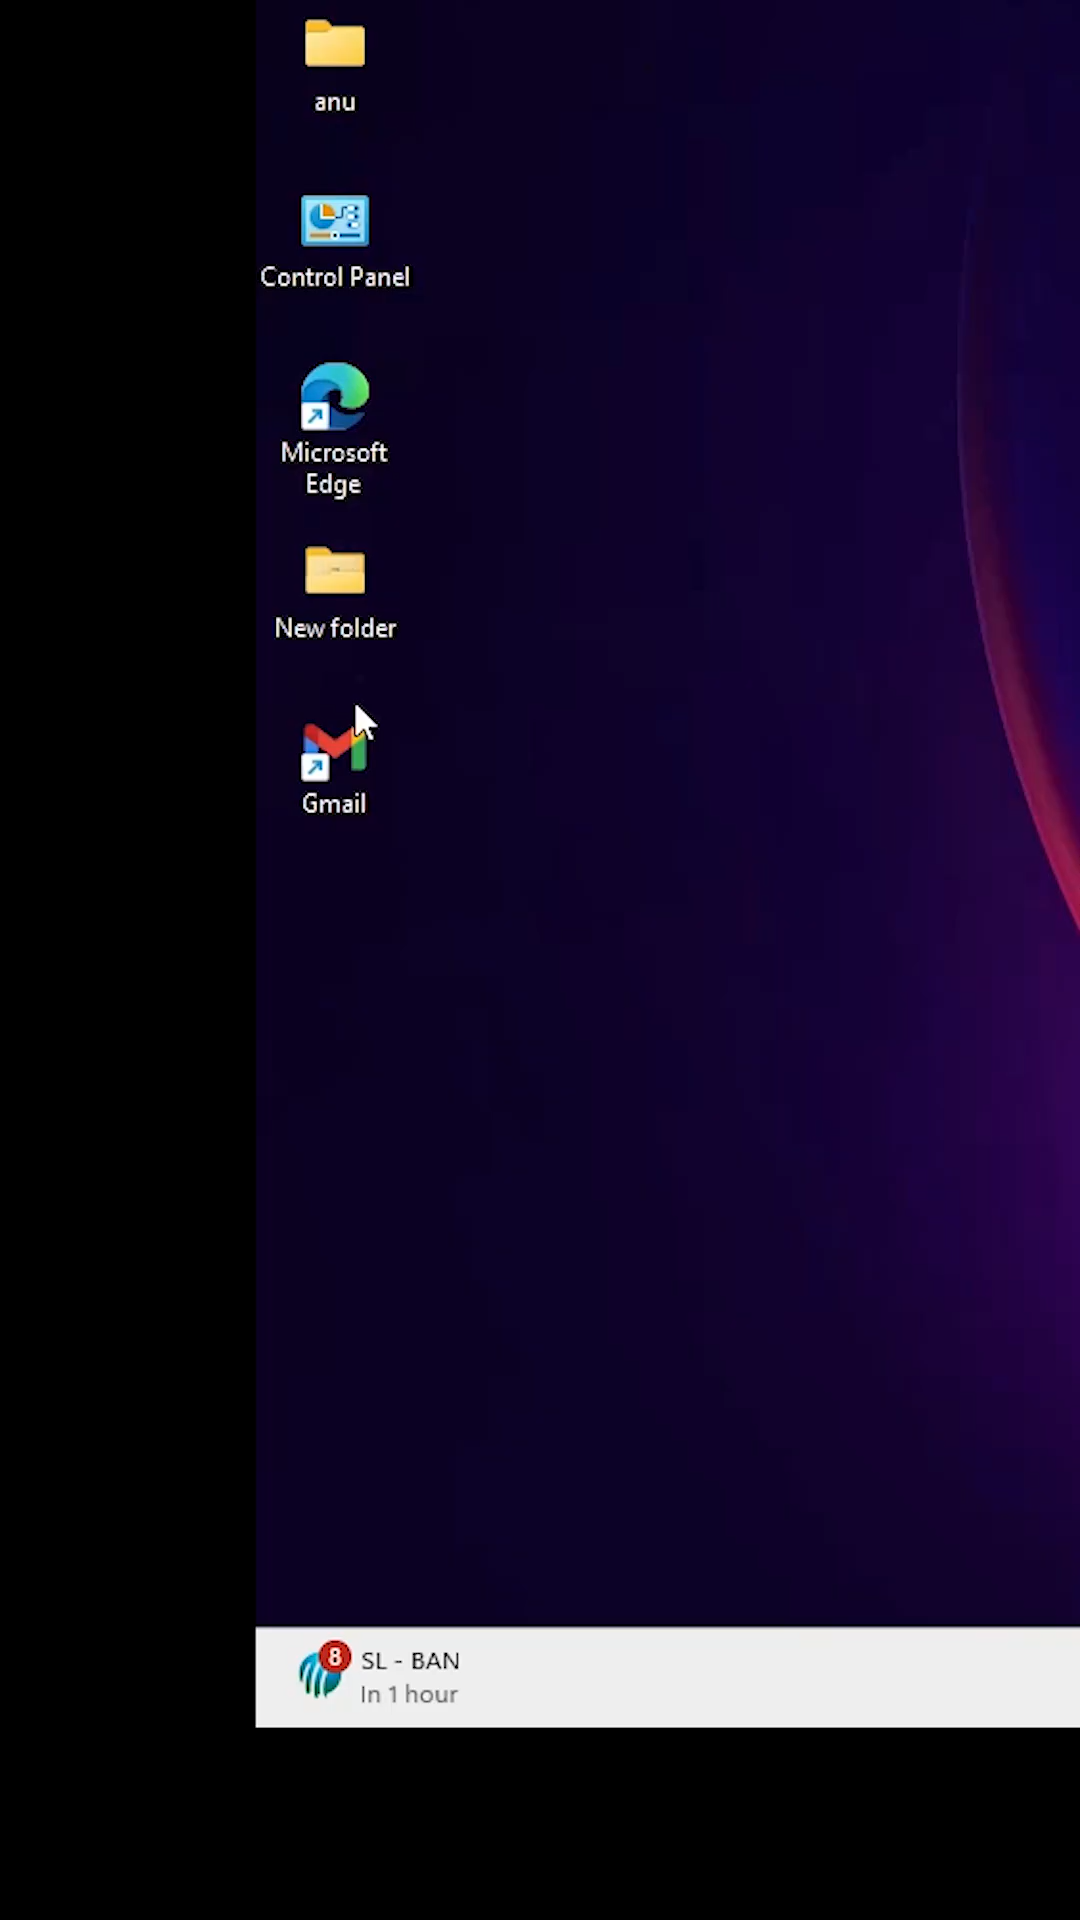 anu
Control Panel
Microsoft
Edge
New folder
Gmail
8
SL - BAN
In 1 hour